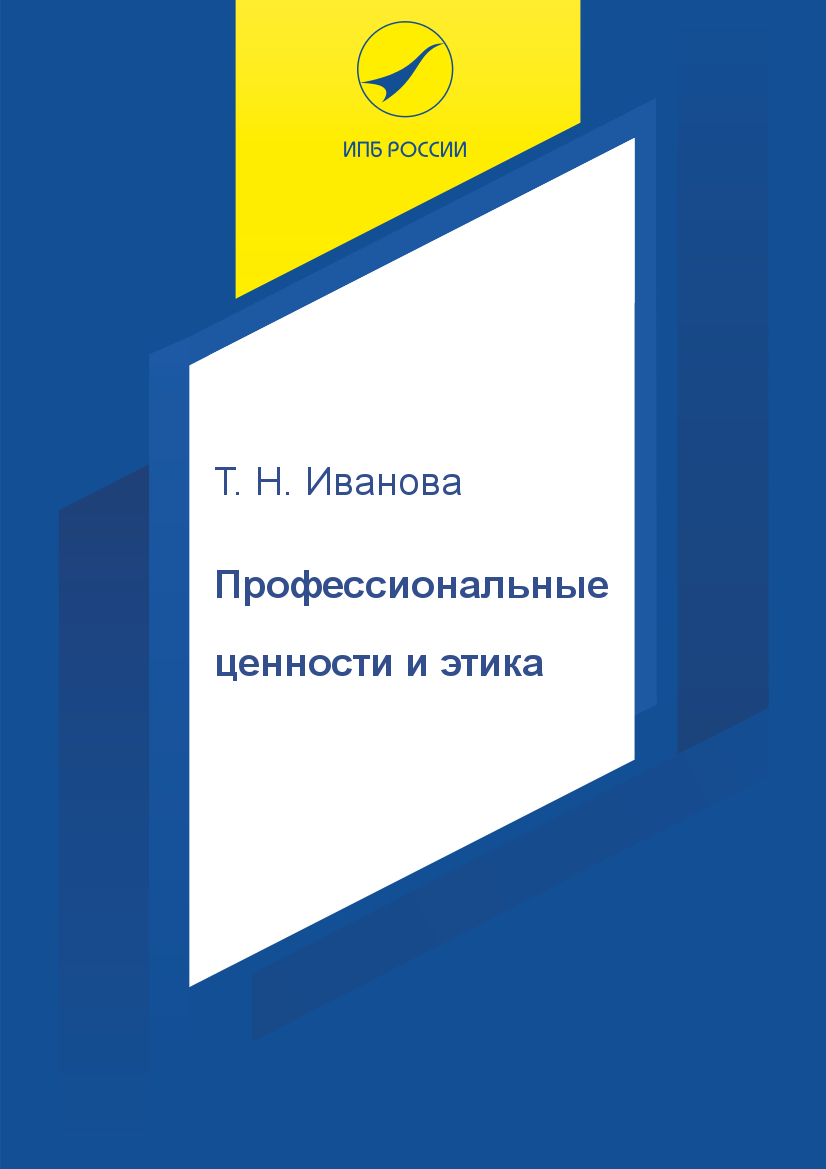 ИПБ РОССИИ
Т. Н. Иванова
Профессиональные
ценности и этика